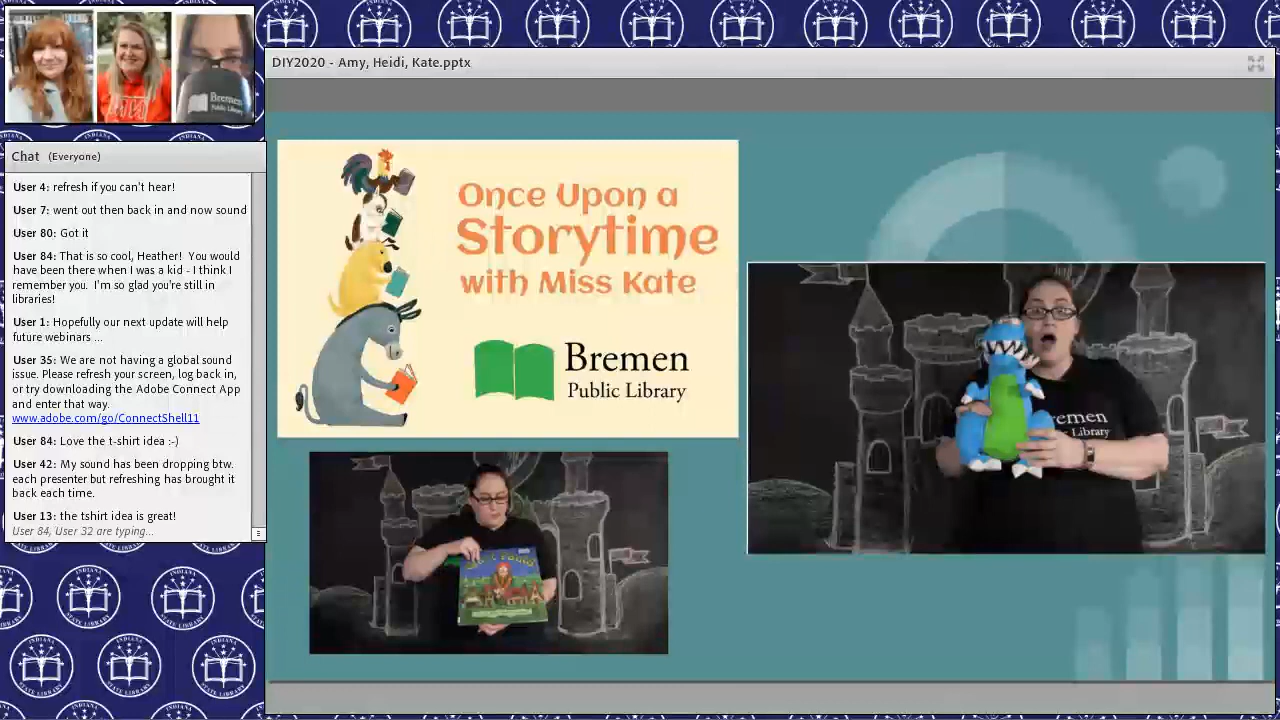 Bremen
Public Library
DIY2020 - Amy, Heidi, Kate.pptx
Chat (Everyone)
User 4: refresh if you can't hear!
User 7: went out then back in and now sound
User 80: Got it
User 84: That is so cool, Heather! You would
have been there when I was a kid - I think I
remember you. I'm so glad you're still in
libraries!
User 1: Hopefully our next update will help
future webinars ...
User 35: We are not having a global sound
issue. Please refresh your screen, log back in,
or try downloading the Adobe Connect App
and enter that way.
www.adobe.com/go/ConnectShell11
User 84: Love the t-shirt idea :-)
User 42: My sound has been dropping btw.
each presenter but refreshing has brought it
back each time.
User 13: the tshirt idea is great!
User 84, User 32 are typing...
Once Upon a
Storytime
with Miss Kate
Bremen
Public Library
emen
Library
INDIANA
STATE LIBRARY